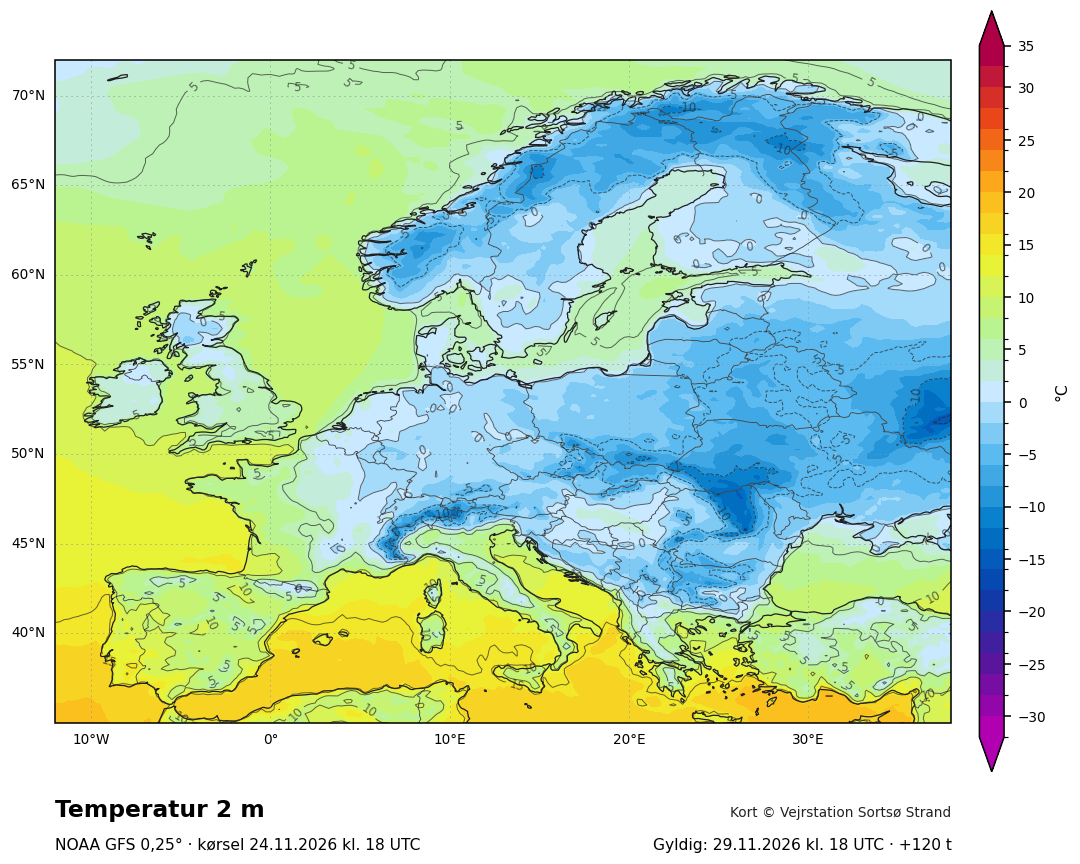 35
30
25
20
15
10
5
0
−5
−10
−15
−20
−25
−30
°C
70°N
65°N
60°N
55°N
50°N
45°N
40°N
10°W 0° 10°E 20°E 30°E
Temperatur 2 m
Kort © Vejrstation Sortsø Strand
NOAA GFS 0,25° · kørsel 24.11.2026 kl. 18 UTC
Gyldig: 29.11.2026 kl. 18 UTC · +120 t